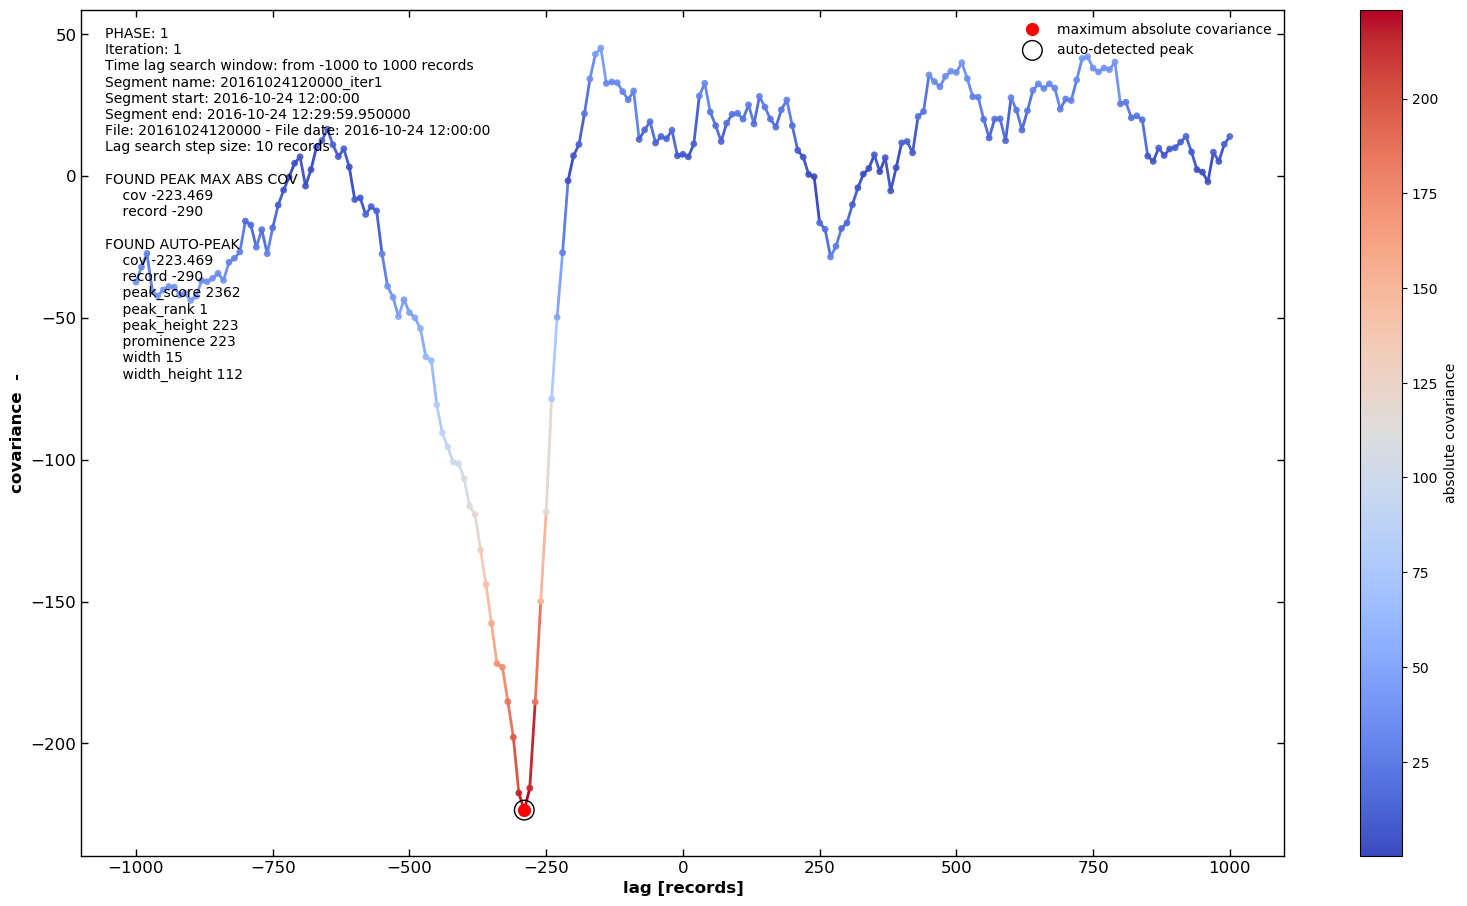 PHASE: 1
Iteration: 1
Time lag search window: from -1000 to 1000 records
Segment name: 20161024120000_iter1
Segment start: 2016-10-24 12:00:00
Segment end: 2016-10-24 12:29:59.950000
File: 20161024120000 - File date: 2016-10-24 12:00:00
Lag search step size: 10 records
FOUND PEAK MAX ABS COV
cov -223.469
record -290
FOUND AUTO-PEAK
cov -223.469
record -290
peak_score 2362
peak_rank 1
peak_height 223
prominence 223
width 15
width_height 112
maximum absolute covariance
auto-detected peak
50
0
−50
−100
−150
−200
covariance -
−1000
−750
−500
−250
0
250
500
750
1000
lag [records]
200
175
150
125
100
75
50
25
absolute covariance